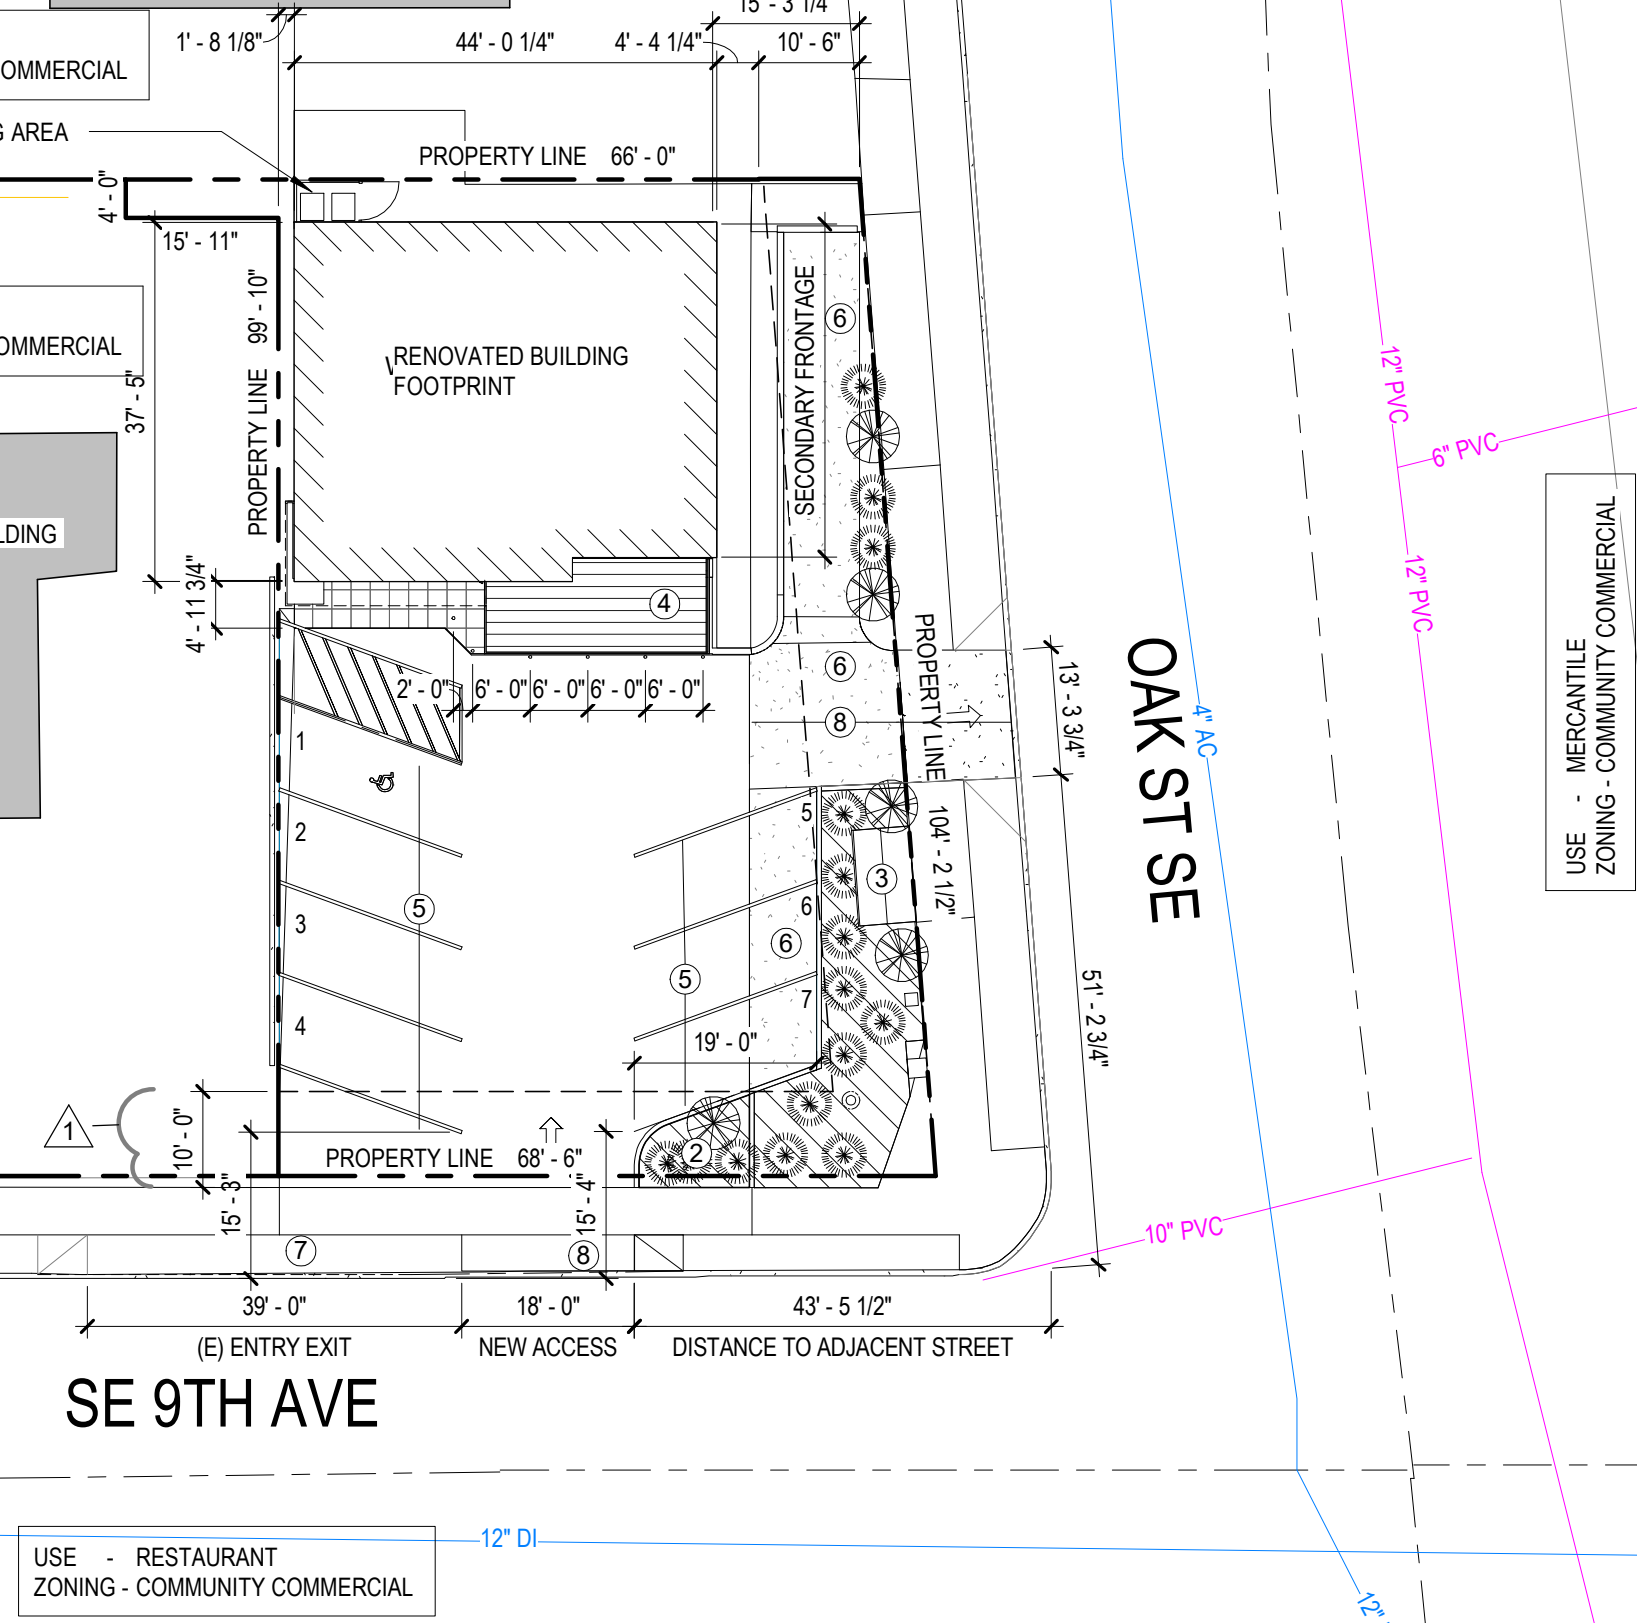 15' - 3 1/4"
1' - 8 1/8"
44' - 0 1/4"
4' - 4 1/4"
10' - 6"
OMMERCIAL
AREA
PROPERTY LINE 66' - 0"
4' - 0"
15' - 11"
PROPERTY LINE 99' - 10"
OMMERCIAL
37' - 5"
RENOVATED BUILDING
FOOTPRINT
SECONDARY FRONTAGE
6
12" PVC
6" PVC
LDING
4' - 11 3/4"
4
12" PVC
USE - MERCANTILE
ZONING - COMMUNITY COMMERCIAL
PROPERTY LINE 104' - 2 1/2"
6
8
13' - 3 3/4"
OAK ST SE
4" AC
2' - 0"
6' - 0"
6' - 0"
6' - 0"
6' - 0"
1
2
3
4
5
5
6
7
5
6
3
51' - 2 3/4"
19' - 0"
1
10' - 0"
PROPERTY LINE 68' - 6"
2
15' - 3"
15' - 4"
7
8
10" PVC
39' - 0"
18' - 0"
43' - 5 1/2"
(E) ENTRY EXIT
NEW ACCESS
DISTANCE TO ADJACENT STREET
SE 9TH AVE
12" DI
USE - RESTAURANT
ZONING - COMMUNITY COMMERCIAL
12"